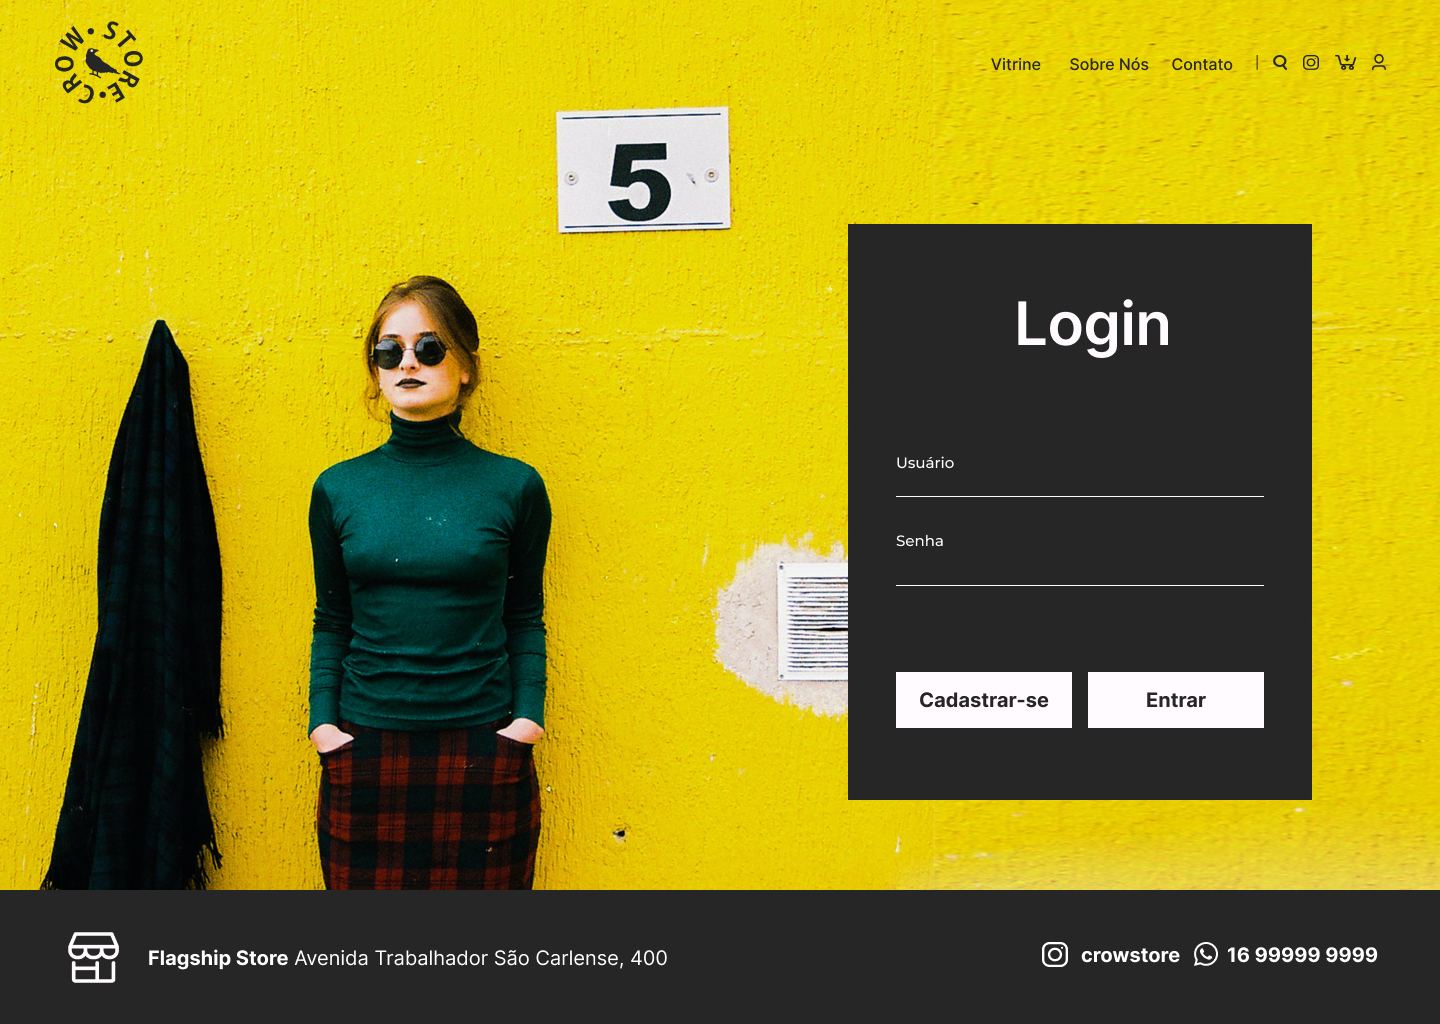 CROW • STORE •
Vitrine Sobre Nós Contato |
5
Login
Usuário
Senha
Cadastrar-se Entrar
Flagship Store Avenida Trabalhador São Carlense, 400
crowstore 16 99999 9999